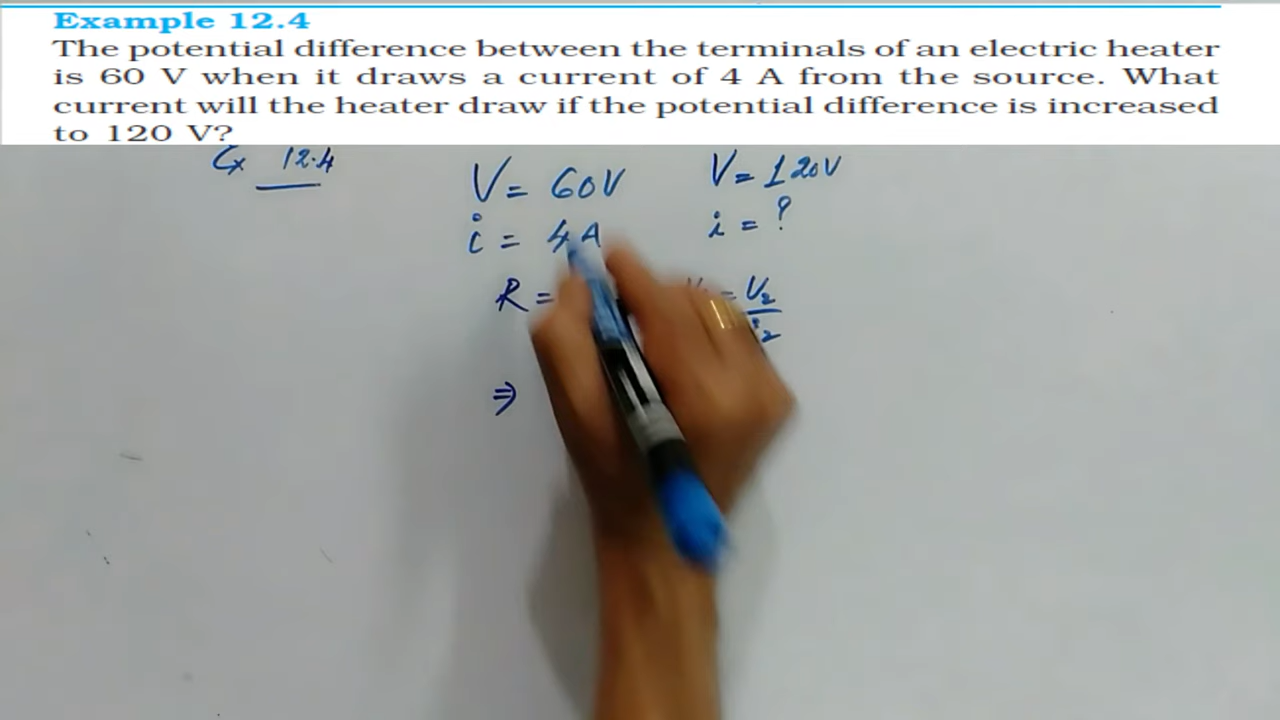 Example 12.4
The potential difference between the terminals of an electric heater
is 60 V when it draws a current of 4 A from the source. What
current will the heater draw if the potential difference is increased
to 120 V?
Ex 12.4
V = 60V V = 120V
i = 4A i = ?
R = = V₂
i₂
⇒